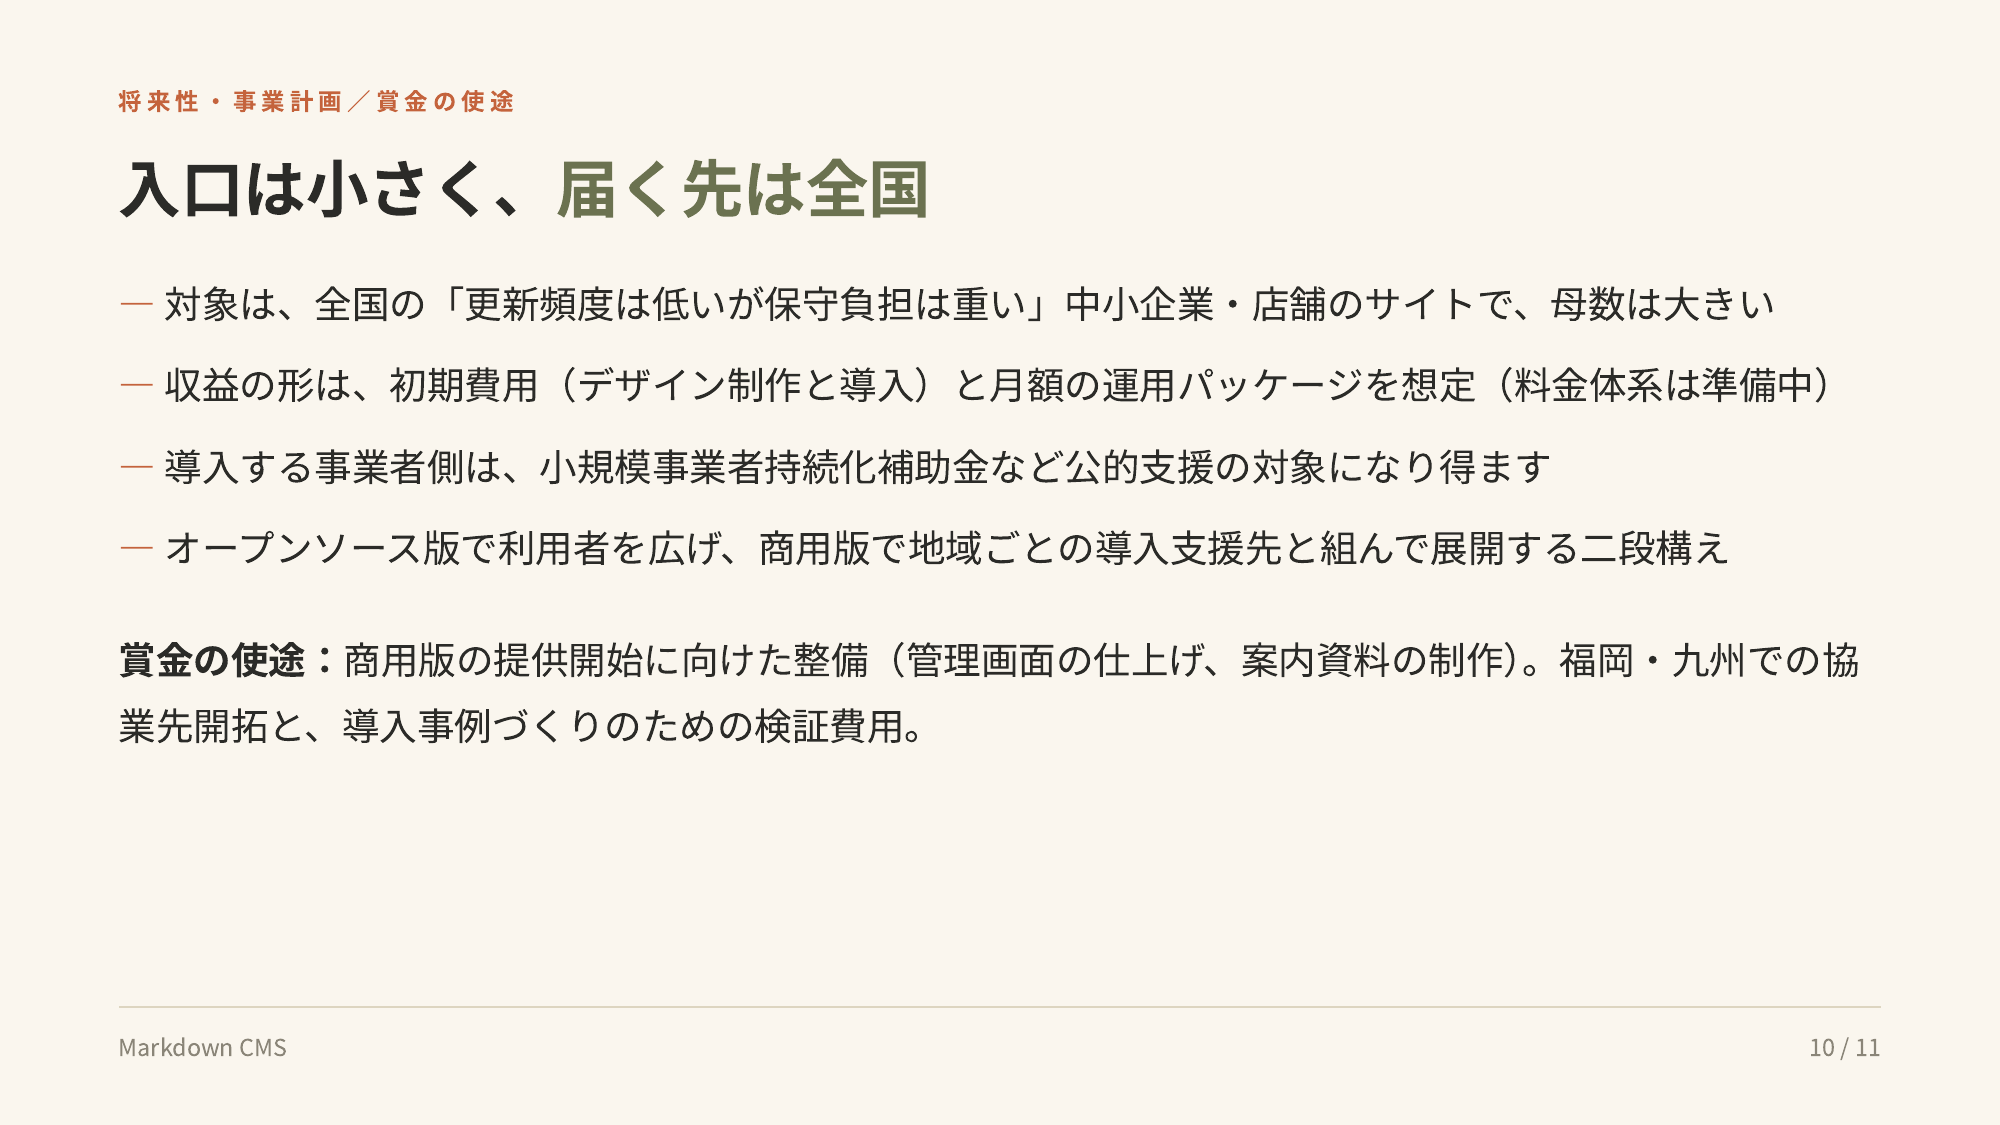 将来性・事業計画／賞金の使途
入口は小さく、届く先は全国
— 対象は、全国の「更新頻度は低いが保守負担は重い」中小企業・店舗のサイトで、母数は大きい
— 収益の形は、初期費用（デザイン制作と導入）と月額の運用パッケージを想定（料金体系は準備中）
— 導入する事業者側は、小規模事業者持続化補助金など公的支援の対象になり得ます
— オープンソース版で利用者を広げ、商用版で地域ごとの導入支援先と組んで展開する二段構え
賞金の使途：商用版の提供開始に向けた整備（管理画面の仕上げ、案内資料の制作）。福岡・九州での協
業先開拓と、導入事例づくりのための検証費用。
Markdown CMS
10 / 11